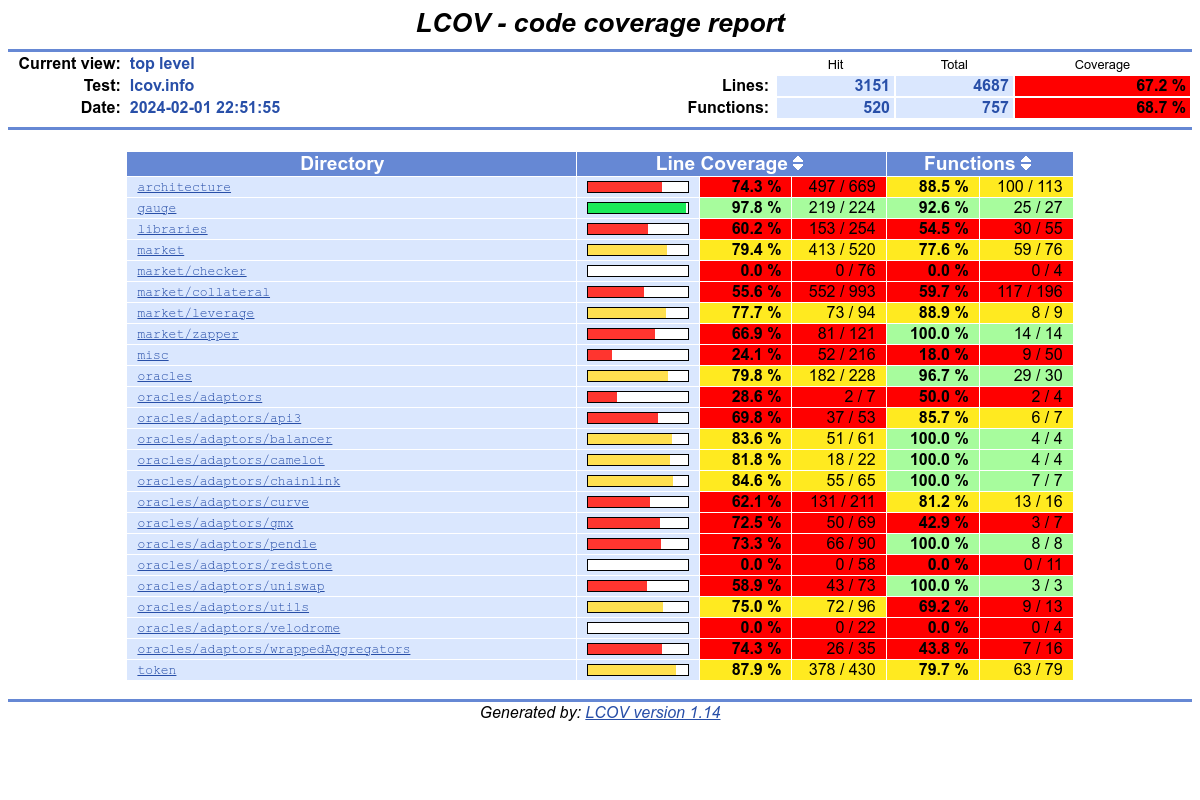 LCOV - code coverage report
Current view: top level Hit Total Coverage
Test: lcov.info Lines: 3151 4687 67.2 %
Date: 2024-02-01 22:51:55 Functions: 520 757 68.7 %
Directory Line Coverage Functions
architecture 74.3 % 497 / 669 88.5 % 100 / 113
gauge 97.8 % 219 / 224 92.6 % 25 / 27
libraries 60.2 % 153 / 254 54.5 % 30 / 55
market 79.4 % 413 / 520 77.6 % 59 / 76
market/checker 0.0 % 0 / 76 0.0 % 0 / 4
market/collateral 55.6 % 552 / 993 59.7 % 117 / 196
market/leverage 77.7 % 73 / 94 88.9 % 8 / 9
market/zapper 66.9 % 81 / 121 100.0 % 14 / 14
misc 24.1 % 52 / 216 18.0 % 9 / 50
oracles 79.8 % 182 / 228 96.7 % 29 / 30
oracles/adaptors 28.6 % 2 / 7 50.0 % 2 / 4
oracles/adaptors/api3 69.8 % 37 / 53 85.7 % 6 / 7
oracles/adaptors/balancer 83.6 % 51 / 61 100.0 % 4 / 4
oracles/adaptors/camelot 81.8 % 18 / 22 100.0 % 4 / 4
oracles/adaptors/chainlink 84.6 % 55 / 65 100.0 % 7 / 7
oracles/adaptors/curve 62.1 % 131 / 211 81.2 % 13 / 16
oracles/adaptors/gmx 72.5 % 50 / 69 42.9 % 3 / 7
oracles/adaptors/pendle 73.3 % 66 / 90 100.0 % 8 / 8
oracles/adaptors/redstone 0.0 % 0 / 58 0.0 % 0 / 11
oracles/adaptors/uniswap 58.9 % 43 / 73 100.0 % 3 / 3
oracles/adaptors/utils 75.0 % 72 / 96 69.2 % 9 / 13
oracles/adaptors/velodrome 0.0 % 0 / 22 0.0 % 0 / 4
oracles/adaptors/wrappedAggregators 74.3 % 26 / 35 43.8 % 7 / 16
token 87.9 % 378 / 430 79.7 % 63 / 79
Generated by: LCOV version 1.14